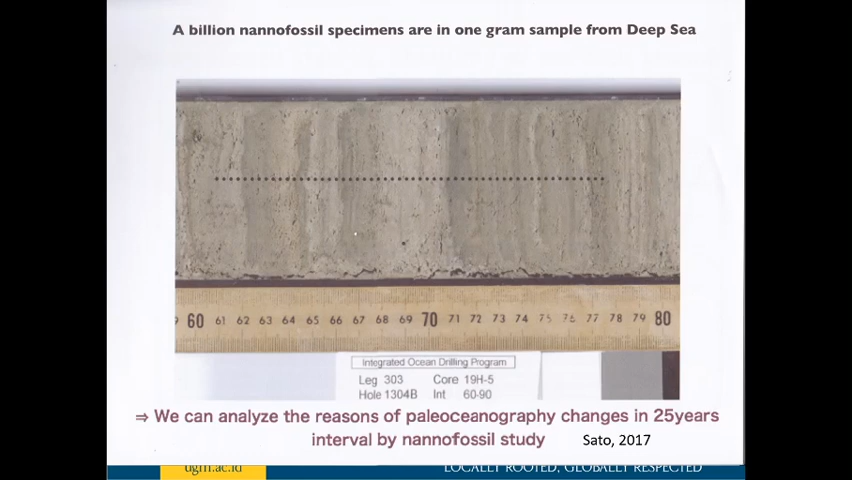 A billion nannofossil specimens are in one gram sample from Deep Sea
60 61 62 63 64 65 66 67 68 69 70 71 72 73 74 75 76 77 78 79 80
Integrated Ocean Drilling Program
Leg 303 Core 19H-5
Hole 1304B Int 60-90
⇒ We can analyze the reasons of paleoceanography changes in 25years
interval by nannofossil study Sato, 2017
ugm.ac.id LOCALLY ROOTED, GLOBALLY RESPECTED